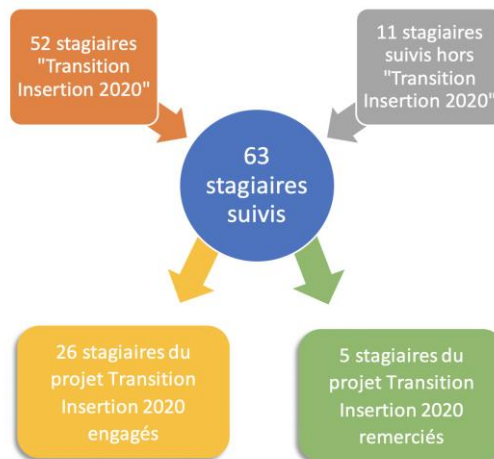 52 stagiaires
"Transition
Insertion 2020"
11 stagiaires
suivis hors
"Transition
Insertion 2020"
63
stagiaires
suivis
26 stagiaires du
projet Transition
Insertion 2020
engagés
5 stagiaires du
projet Transition
Insertion 2020
remerciés